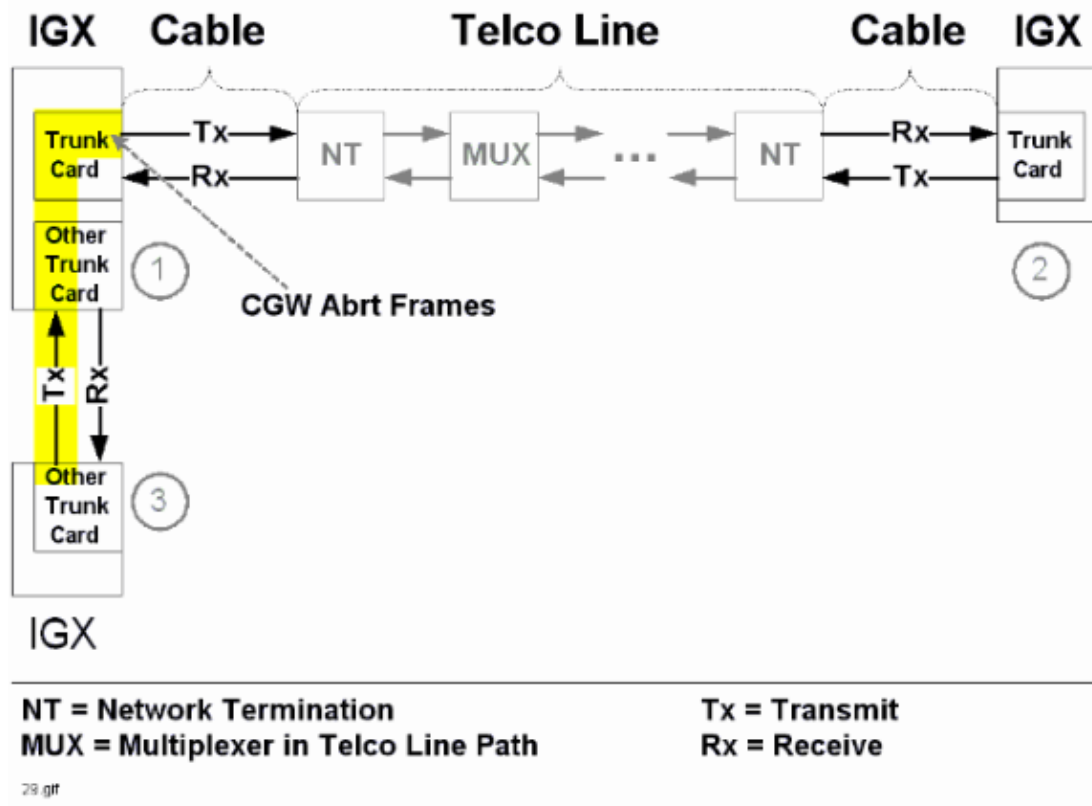 IGX Cable Telco Line Cable IGX
Trunk
Card
Tx
Rx
NT
MUX
...
NT
Rx
Tx
Trunk
Card
Other
Trunk
Card
1
2
CGW Abrt Frames
Tx
Rx
Other
Trunk
Card
3
IGX
NT = Network Termination
Tx = Transmit
MUX = Multiplexer in Telco Line Path
Rx = Receive
29.gif